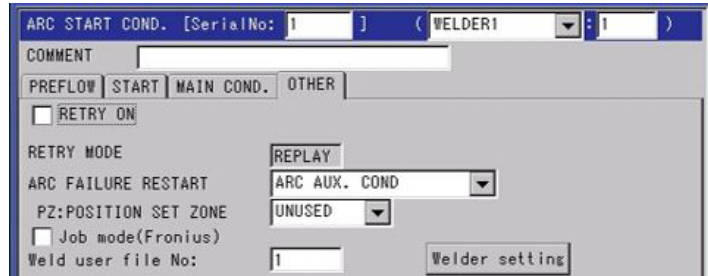 ARC START COND. [SerialNo: 1 ] ( WELDER1 : 1 )
COMMENT
PREFLOW START MAIN COND. OTHER
RETRY ON
RETRY MODE REPLAY
ARC FAILURE RESTART ARC AUX. COND
PZ:POSITION SET ZONE UNUSED
Job mode(Fronius)
Weld user file No: 1 Welder setting